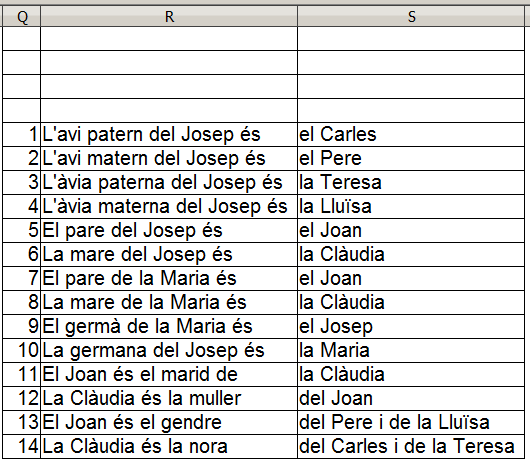 Q R S
1 L'avi patern del Josep és el Carles
2 L'avi matern del Josep és el Pere
3 L'àvia paterna del Josep és la Teresa
4 L'àvia materna del Josep és la Lluïsa
5 El pare del Josep és el Joan
6 La mare del Josep és la Clàudia
7 El pare de la Maria és el Joan
8 La mare de la Maria és la Clàudia
9 El germà de la Maria és el Josep
10 La germana del Josep és la Maria
11 El Joan és el marid de la Clàudia
12 La Clàudia és la muller del Joan
13 El Joan és el gendre del Pere i de la Lluïsa
14 La Clàudia és la nora del Carles i de la Teresa